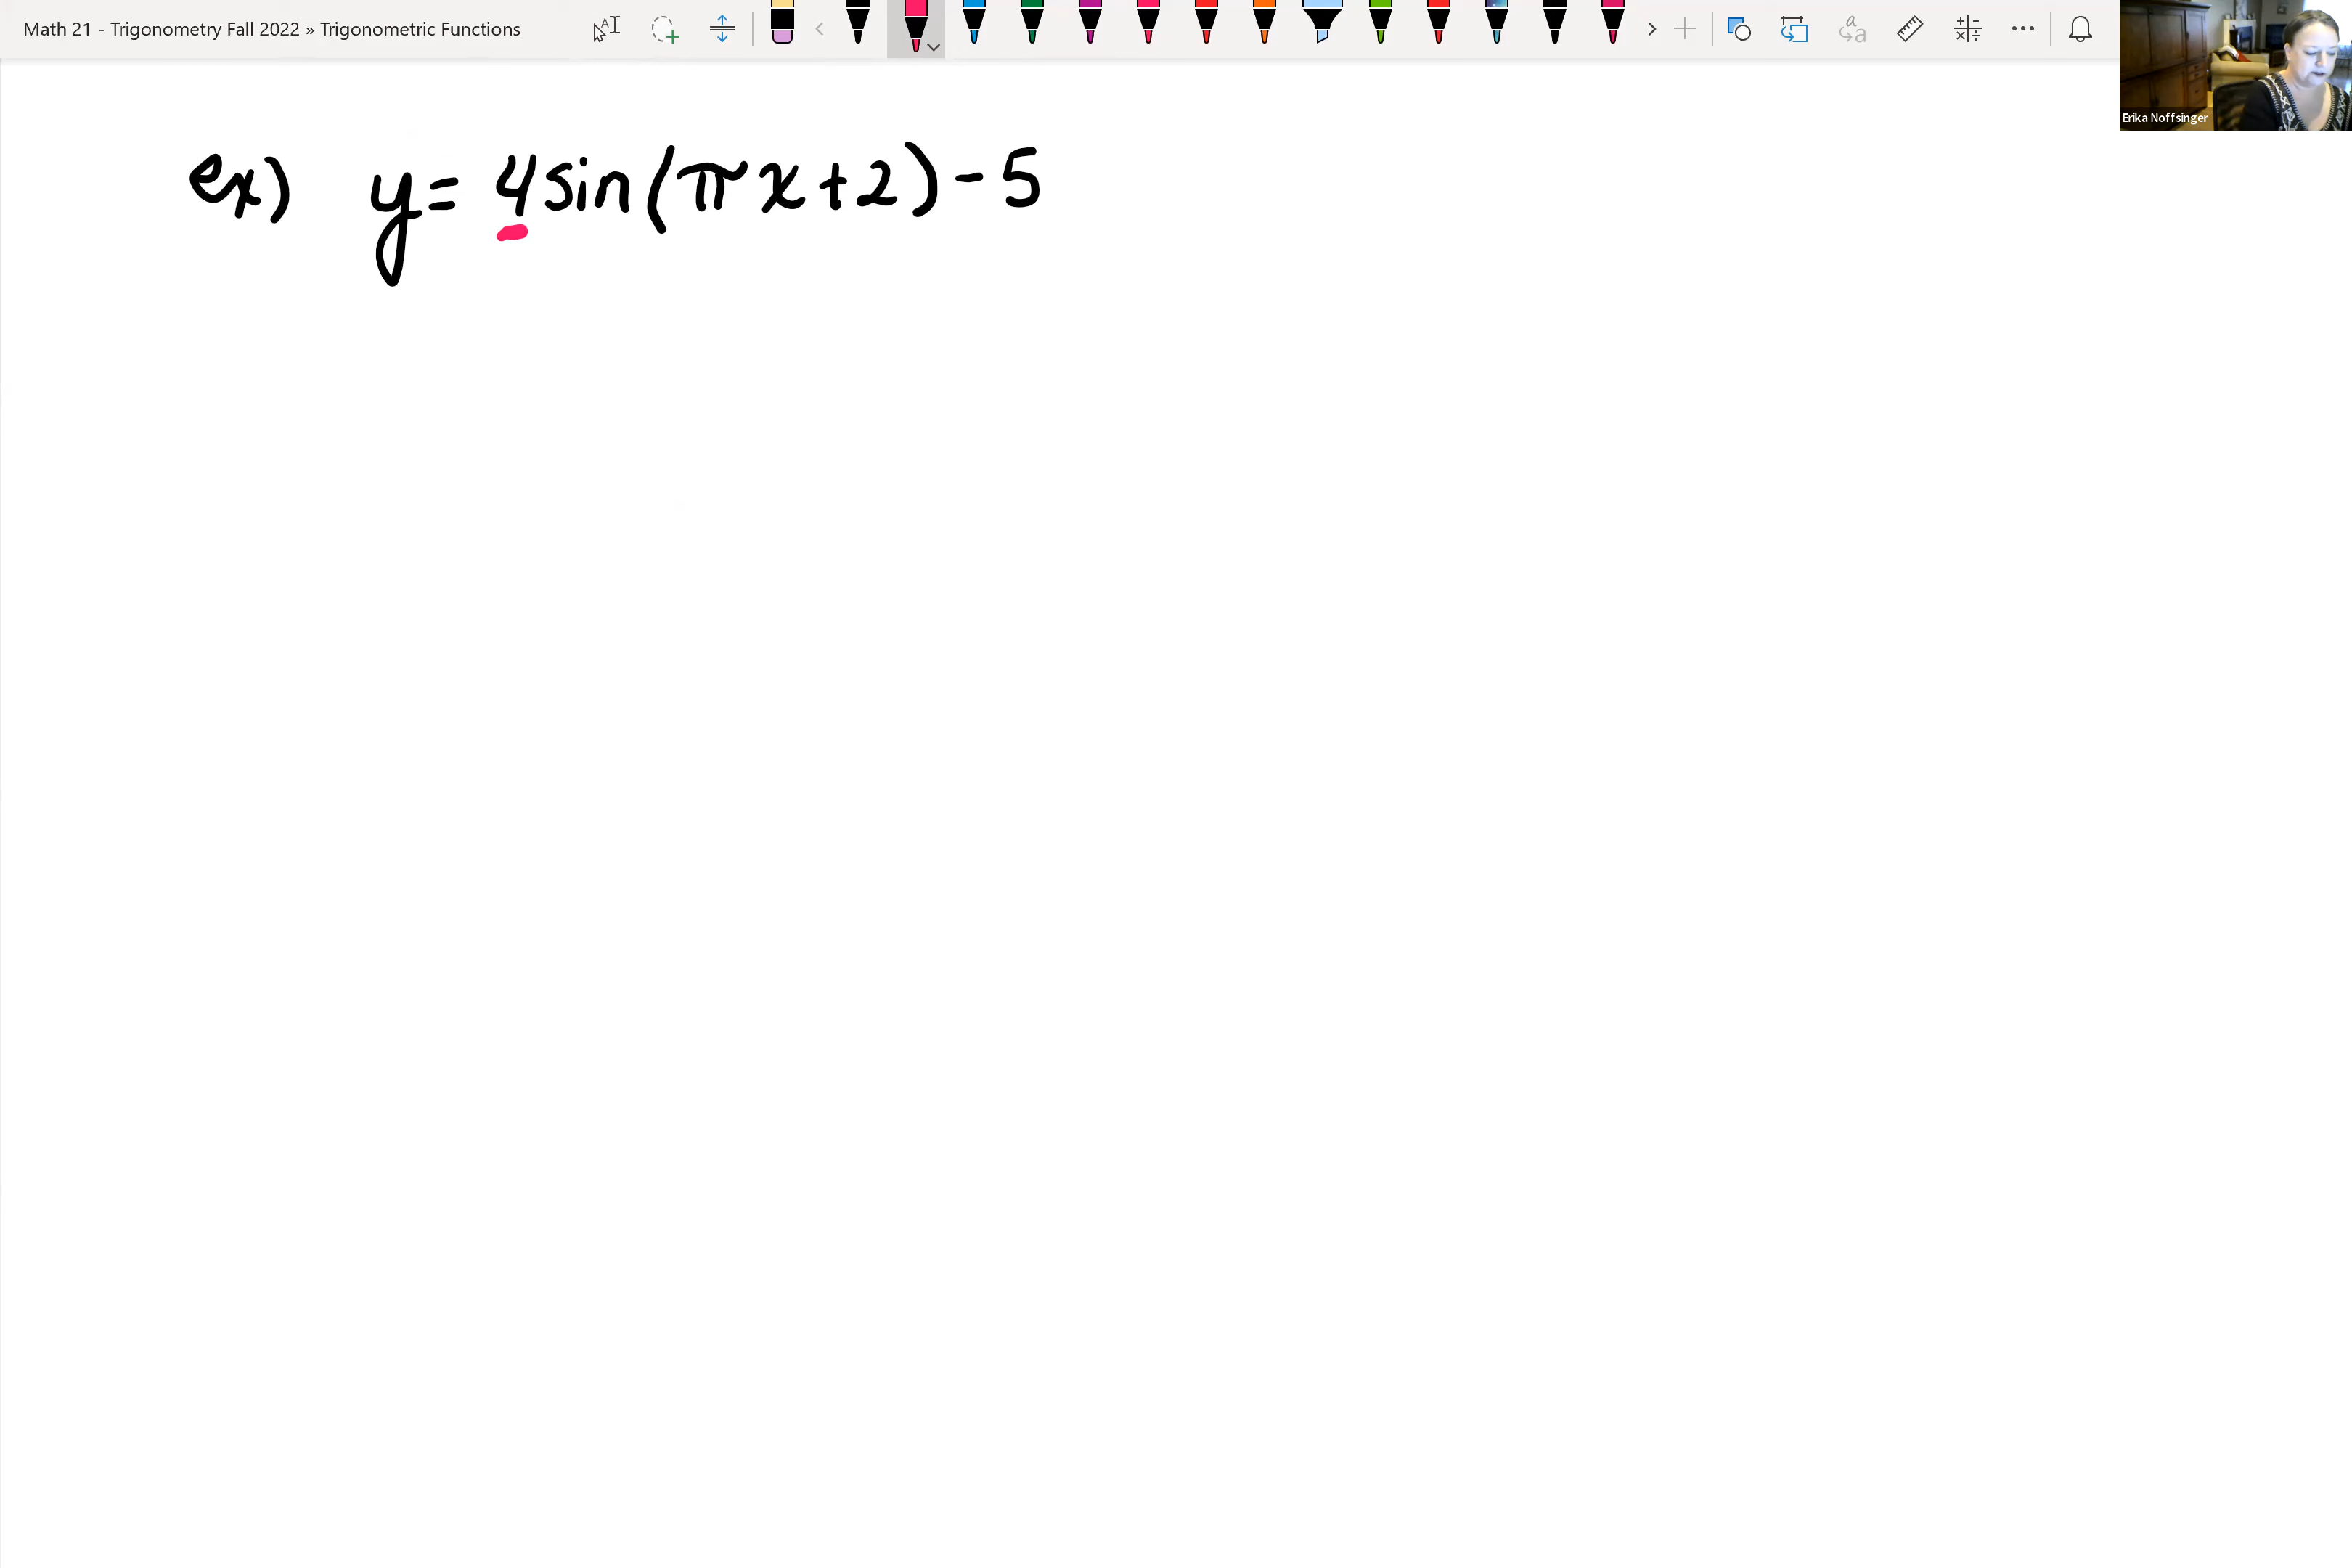 Math 21 - Trigonometry Fall 2022 » Trigonometric Functions
Erika Noffsinger
ex) y = 4sin(πx+2)-5